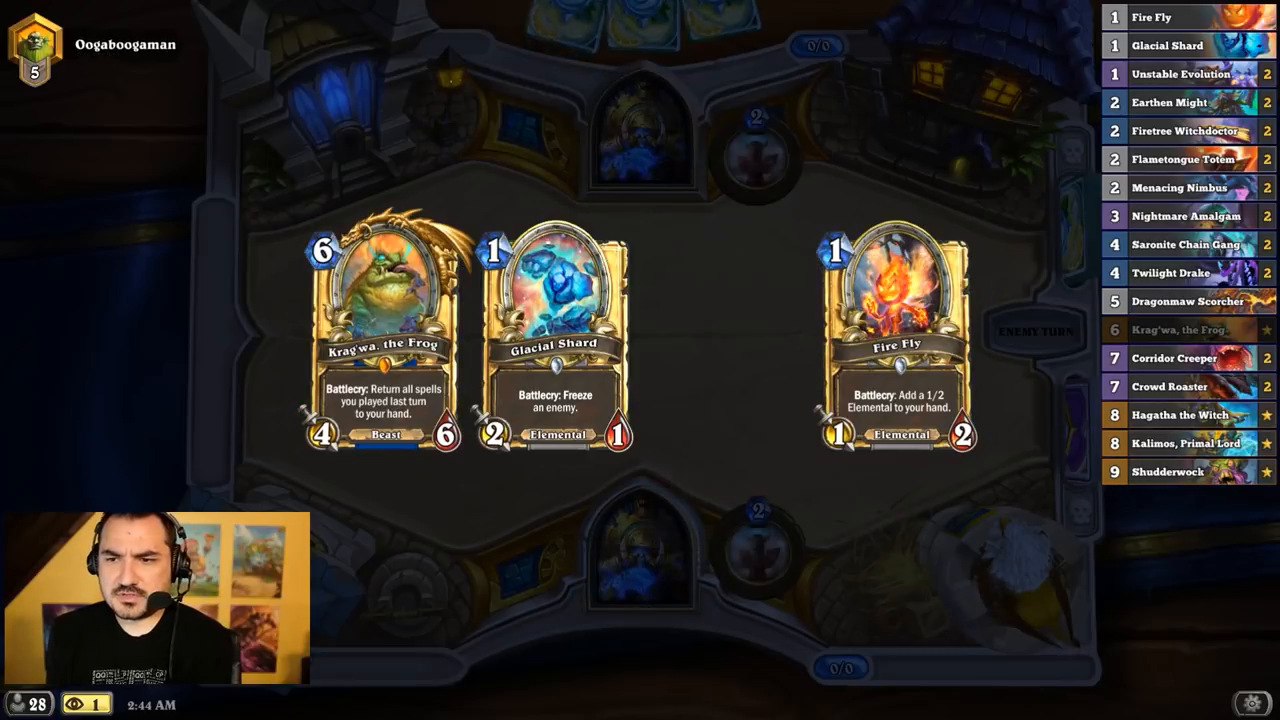 Oogaboogaman
5
0/0
2
6
Krag'wa, the Frog
Battlecry: Return all spells
you played last turn
to your hand.
4
Beast
6
1
Glacial Shard
Battlecry: Freeze
an enemy.
2
Elemental
1
1
Fire Fly
Battlecry: Add a 1/2
Elemental to your hand.
1
Elemental
2
ENEMY TURN
2
0/0
1 Fire Fly
1 Glacial Shard
1 Unstable Evolution 2
2 Earthen Might 2
2 Firetree Witchdoctor 2
2 Flametongue Totem 2
2 Menacing Nimbus 2
3 Nightmare Amalgam 2
4 Saronite Chain Gang 2
4 Twilight Drake 2
5 Dragonmaw Scorcher
6 Krag'wa, the Frog
7 Corridor Creeper 2
7 Crowd Roaster 2
8 Hagatha the Witch
8 Kalimos, Primal Lord
9 Shudderwock
28
1
2:44 AM